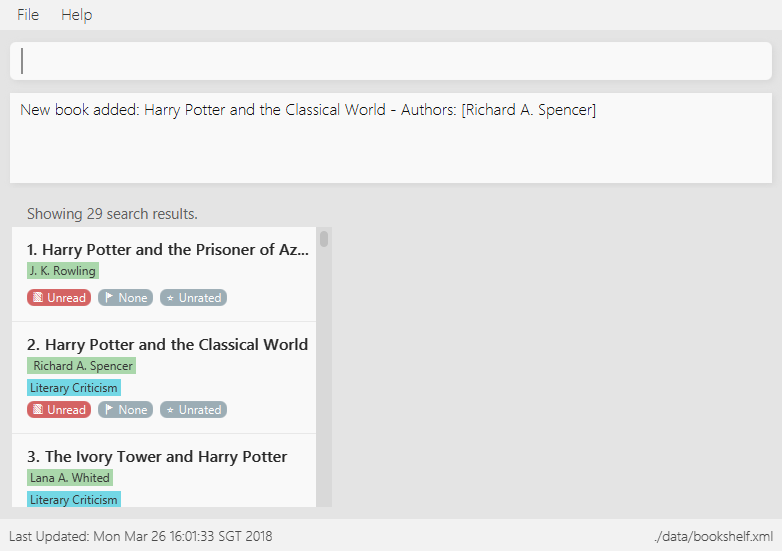 File Help
New book added: Harry Potter and the Classical World - Authors: [Richard A. Spencer]
Showing 29 search results.
1. Harry Potter and the Prisoner of Az...
J. K. Rowling
Unread None Unrated
2. Harry Potter and the Classical World
Richard A. Spencer
Literary Criticism
Unread None Unrated
3. The Ivory Tower and Harry Potter
Lana A. Whited
Literary Criticism
Last Updated: Mon Mar 26 16:01:33 SGT 2018 ./data/bookshelf.xml